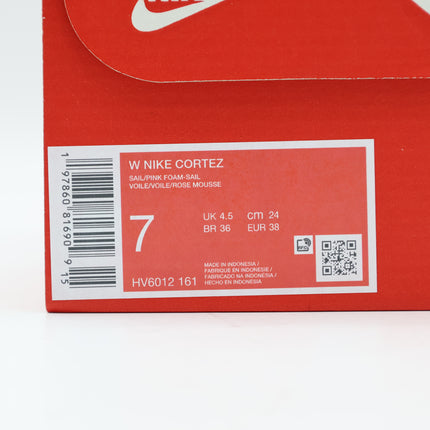 W NIKE CORTEZ
SAIL/PINK FOAM-SAIL
VOILE/VOILE/ROSE MOUSSE
7
UK 4.5 cm 24
BR 36 EUR 38
MADE IN INDONESIA /
FABRIQUE EN INDONESIE /
FABRICADO NA INDONESIA /
HECHO EN INDONESIA
HV6012 161
1 97860 81690 9 15